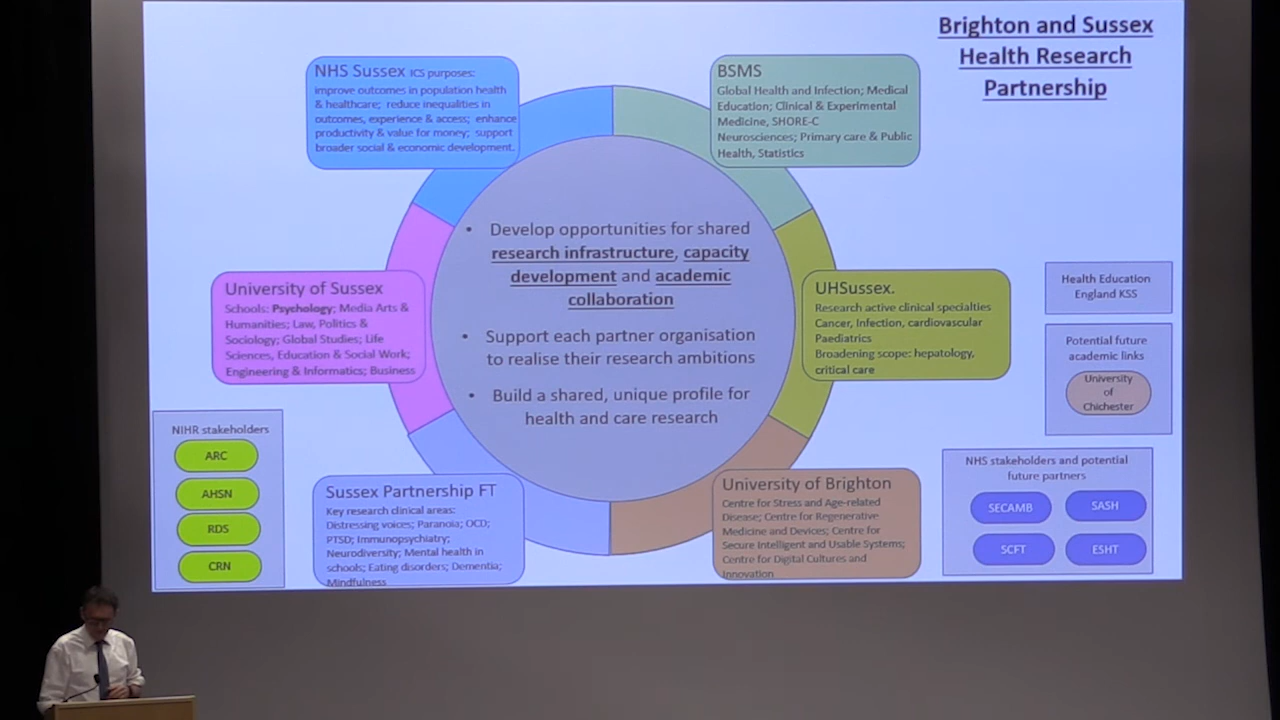 Brighton and Sussex
Health Research
Partnership
NHS Sussex ICS purposes:
improve outcomes in population health
& healthcare; reduce inequalities in
outcomes, experience & access; enhance
productivity & value for money; support
broader social & economic development.
BSMS
Global Health and Infection; Medical
Education; Clinical & Experimental
Medicine, SHORE-C
Neurosciences; Primary care & Public
Health, Statistics
• Develop opportunities for shared
research infrastructure, capacity
development and academic
collaboration
• Support each partner organisation
to realise their research ambitions
• Build a shared, unique profile for
health and care research
University of Sussex
Schools: Psychology; Media Arts &
Humanities; Law, Politics &
Sociology; Global Studies; Life
Sciences, Education & Social Work;
Engineering & Informatics; Business
UHSussex.
Research active clinical specialties
Cancer, Infection, cardiovascular
Paediatrics
Broadening scope: hepatology,
critical care
Health Education
England KSS
Potential future
academic links
University
of
Chichester
NIHR stakeholders
ARC
AHSN
RDS
CRN
Sussex Partnership FT
Key research clinical areas:
Distressing voices; Paranoia; OCD;
PTSD; Immunopsychiatry;
Neurodiversity; Mental health in
schools; Eating disorders; Dementia;
Mindfulness
University of Brighton
Centre for Stress and Age-related
Disease; Centre for Regenerative
Medicine and Devices; Centre for
Secure Intelligent and Usable Systems;
Centre for Digital Cultures and
Innovation
NHS stakeholders and potential
future partners
SECAMB
SASH
SCFT
ESHT